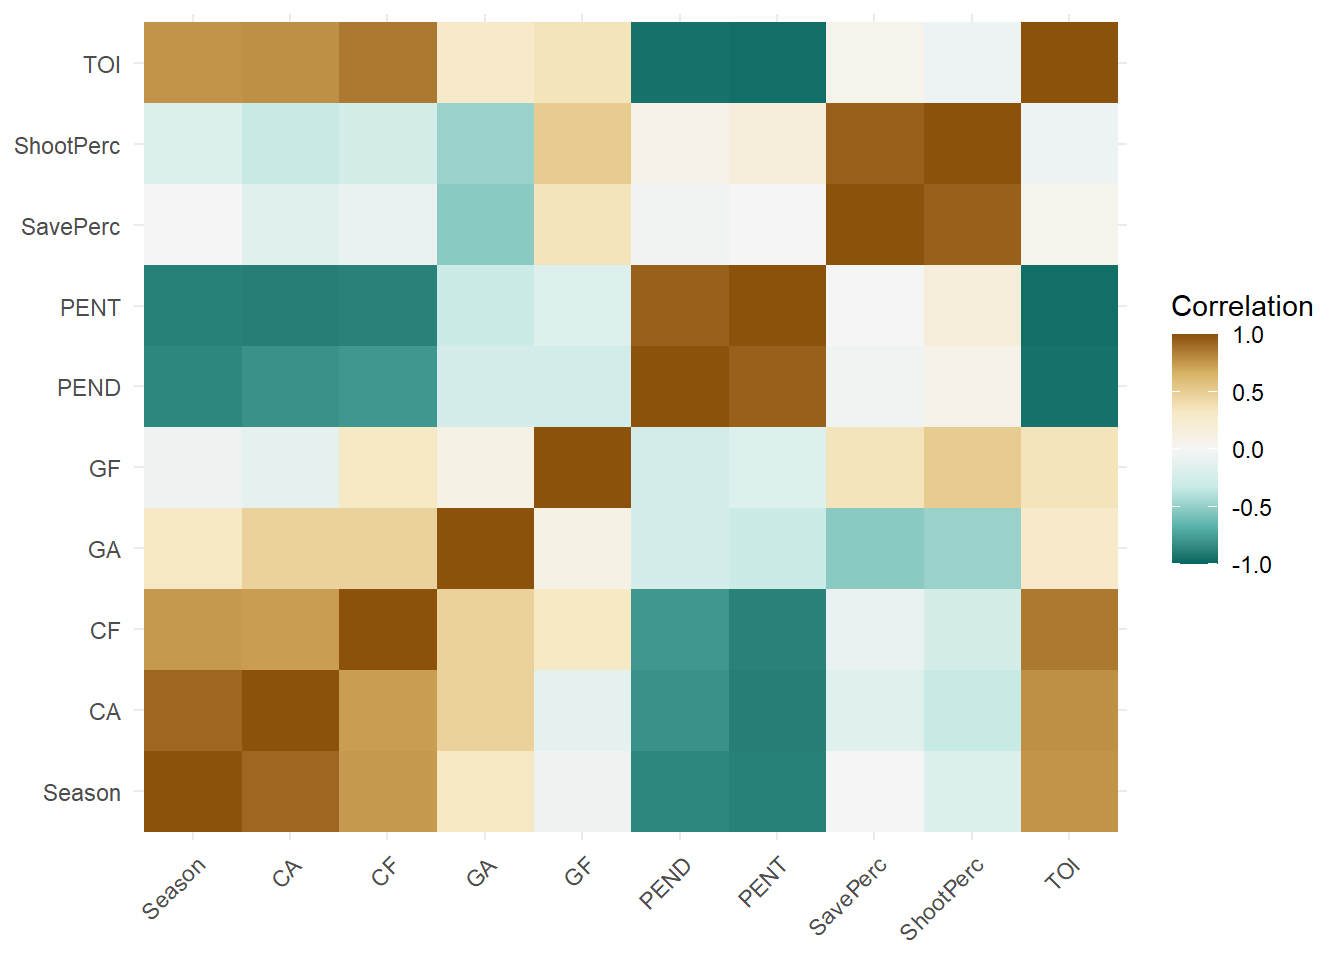 TOI
ShootPerc
SavePerc
PENT
PEND
GF
GA
CF
CA
Season
Season
CA
CF
GA
GF
PEND
PENT
SavePerc
ShootPerc
TOI
Correlation
1.0
0.5
0.0
-0.5
-1.0